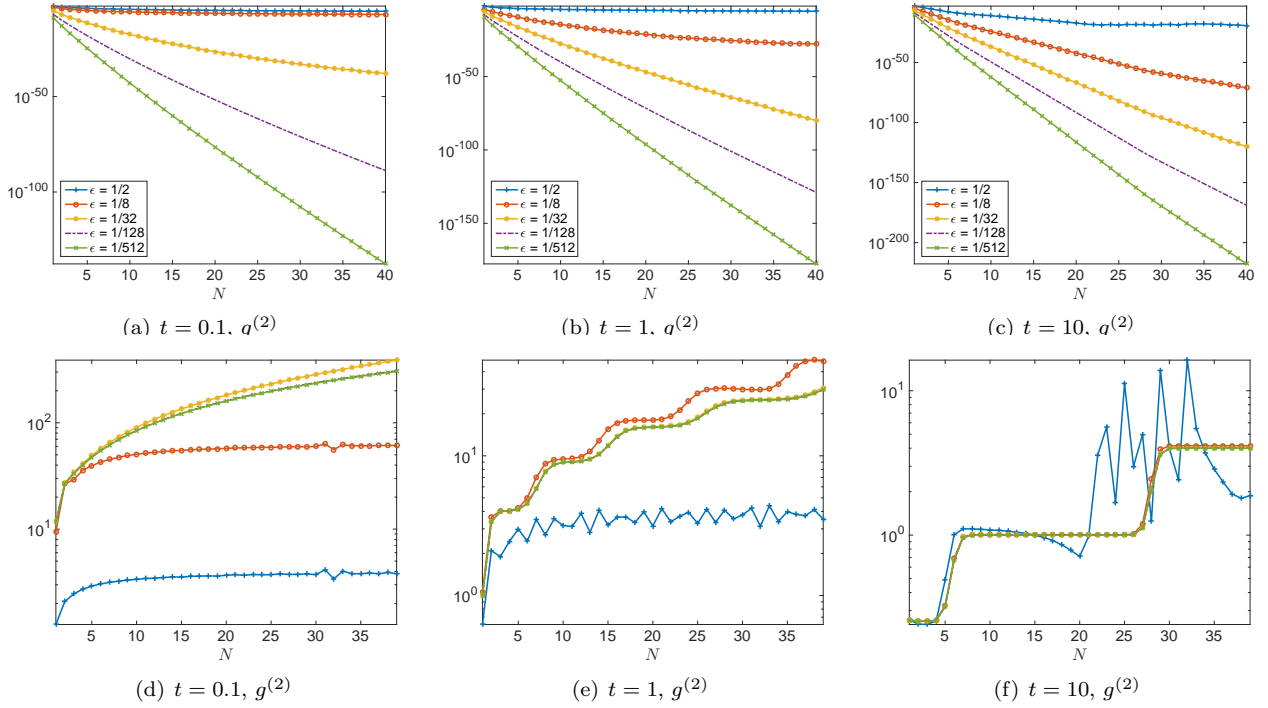 10^-50
10^-100
5 10 15 20 25 30 35 40
N
ϵ = 1/2
ϵ = 1/8
ϵ = 1/32
ϵ = 1/128
ϵ = 1/512
(a) t = 0.1, g^(2)
10^-50
10^-100
10^-150
5 10 15 20 25 30 35 40
N
ϵ = 1/2
ϵ = 1/8
ϵ = 1/32
ϵ = 1/128
ϵ = 1/512
(b) t = 1, g^(2)
10^-50
10^-100
10^-150
10^-200
5 10 15 20 25 30 35 40
N
ϵ = 1/2
ϵ = 1/8
ϵ = 1/32
ϵ = 1/128
ϵ = 1/512
(c) t = 10, g^(2)
10^2
10^1
5 10 15 20 25 30 35
N
(d) t = 0.1, g^(2)
10^1
10^0
5 10 15 20 25 30 35
N
(e) t = 1, g^(2)
10^1
10^0
5 10 15 20 25 30 35
N
(f) t = 10, g^(2)